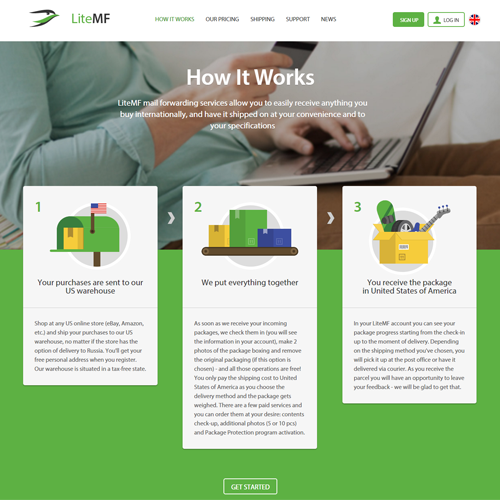 LiteMF
HOW IT WORKS
OUR PRICING
SHIPPING
SUPPORT
NEWS
SIGN UP
LOG IN
How It Works
LiteMF mail forwarding services allow you to easily receive anything you
buy internationally, and have it shipped on at your convenience and to
your specifications
1
Your purchases are sent to our
US warehouse
Shop at any US online store (eBay, Amazon,
etc.) and ship your purchases to our US
warehouse, no matter if the store has the
option of delivery to Russia. You'll get your
free personal address when you register.
Our warehouse is situated in a tax-free state.
2
We put everything together
As soon as we receive your incoming
packages, we check them in (you will see
the information in your account), make 2
photos of the package boxing and remove
the original packaging (if this option is
chosen) - and all those operations are free!
You only pay the shipping cost to United
States of America as you choose the
delivery method and the package gets
weighed. There are a few paid services and
you can order them at your desire: contents
check-up, additional photos (5 or 10 pcs)
and Package Protection program activation.
3
You receive the package
in United States of America
In your LiteMF account you can see your
package progress starting from the check-in
up to the moment of delivery. Depending
on the shipping method you've chosen, you
will pick it up at the post office or have it
delivered via courier. As you receive the
parcel you will have an opportunity to leave
your feedback - we will be glad to get that.
GET STARTED